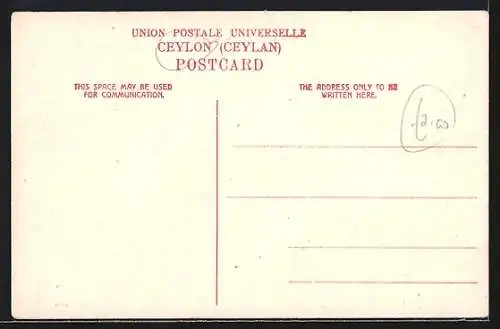 UNION POSTALE UNIVERSELLE
CEYLON (CEYLAN)
POSTCARD
THIS SPACE MAY BE USED
FOR COMMUNICATION.
THE ADDRESS ONLY TO BE
WRITTEN HERE.